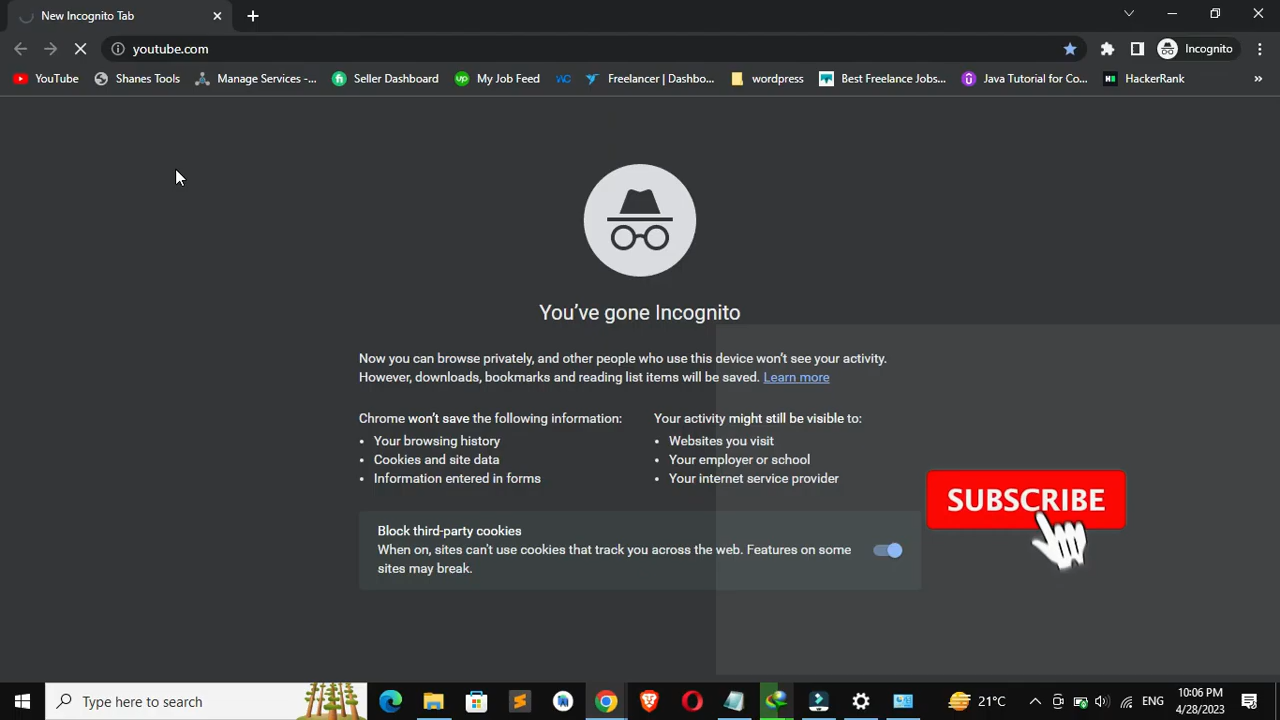 New Incognito Tab
youtube.com
Incognito
YouTube Shanes Tools Manage Services -... Seller Dashboard My Job Feed WC Freelancer | Dashbo... wordpress Best Freelance Jobs... Java Tutorial for Co... HackerRank
You've gone Incognito
Now you can browse privately, and other people who use this device won't see your activity.
However, downloads, bookmarks and reading list items will be saved. Learn more
Chrome won't save the following information:
• Your browsing history
• Cookies and site data
• Information entered in forms
Your activity might still be visible to:
• Websites you visit
• Your employer or school
• Your internet service provider
Block third-party cookies
When on, sites can't use cookies that track you across the web. Features on some
sites may break.
SUBSCRIBE
Type here to search
21°C
ENG
10:06 PM
4/28/2023